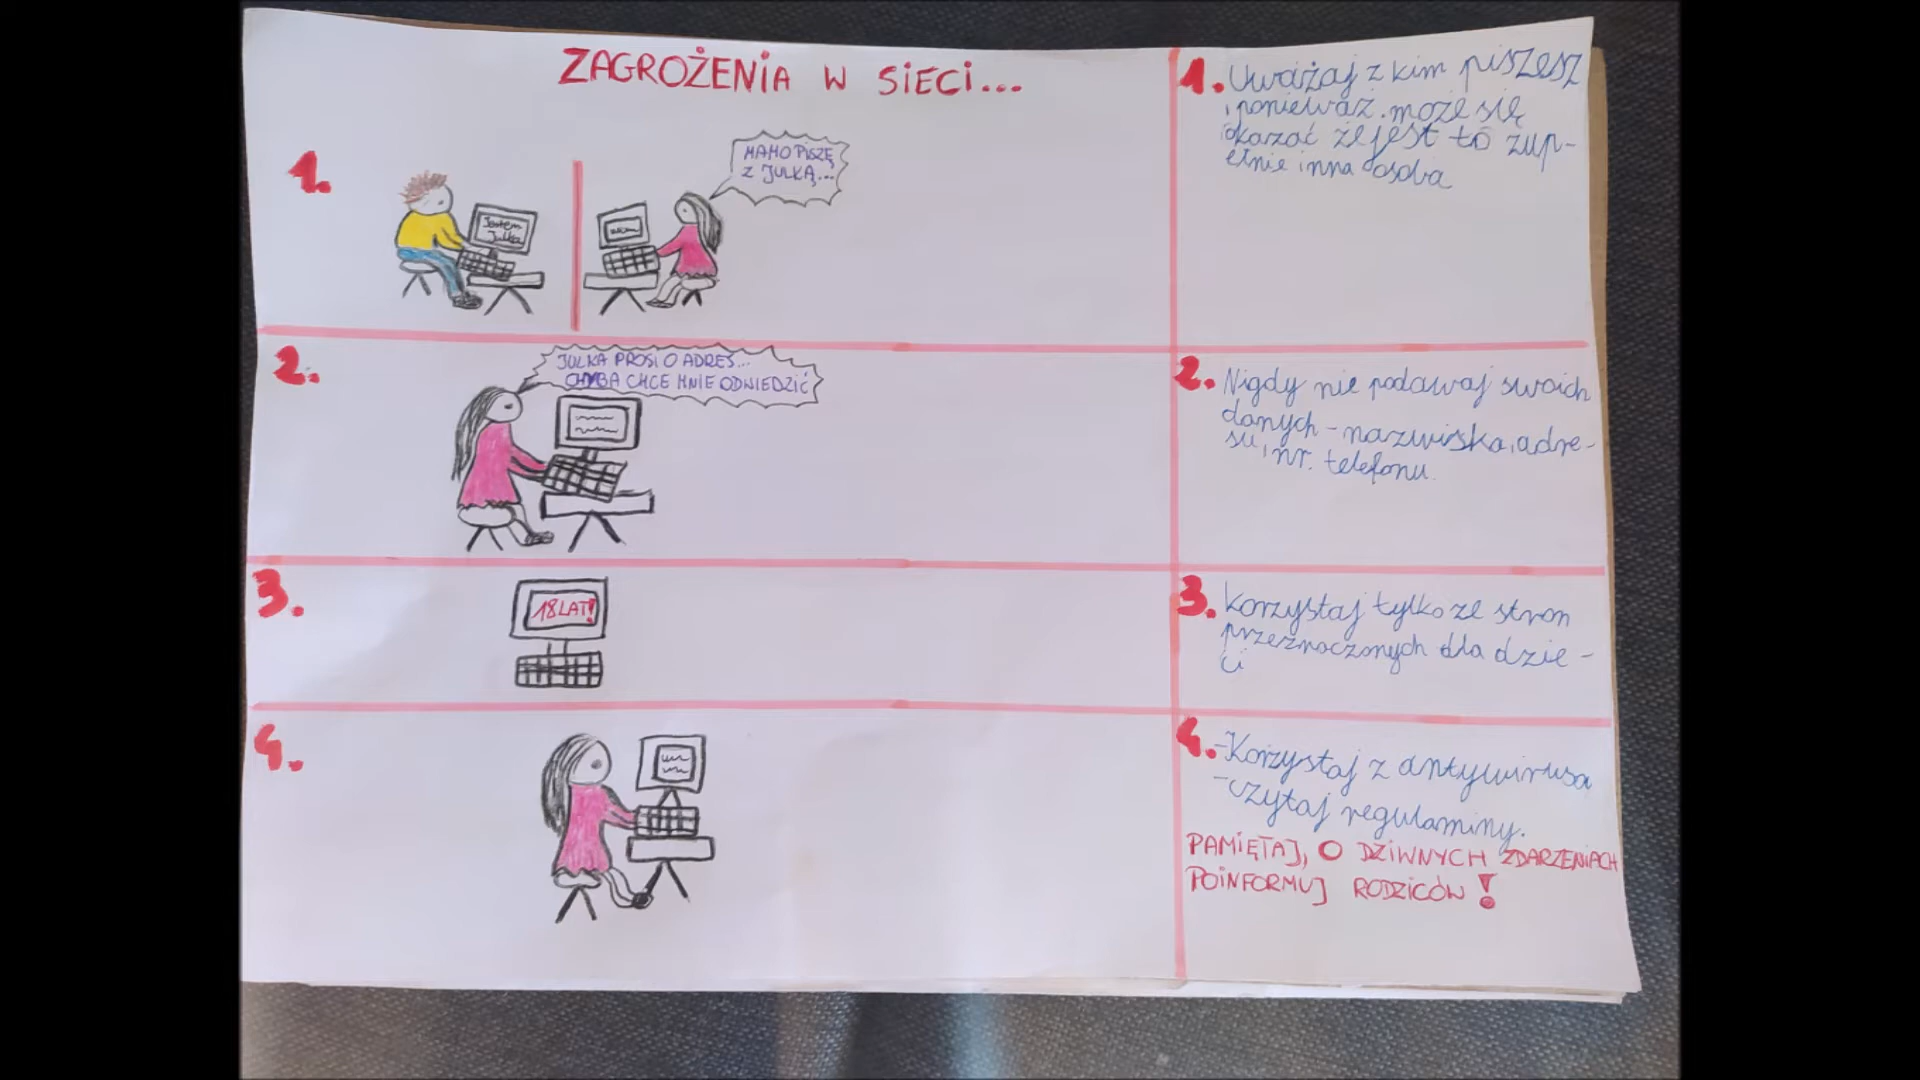 ZAGROŻENIA W SIECI...
1.
MAMO PISZĘ
Z JULKĄ...
Jestem
Julka
1. Uważaj z kim piszesz
, ponieważ może się
okazać że jest to zup-
ełnie inna osoba
2.
JULKA PROSI O ADRES...
CHYBA CHCE MNIE ODWIEDZIĆ
2. Nigdy nie podawaj swoich
danych - nazwiska, adre-
su, nr. telefonu.
3.
18 LAT!
3. Korzystaj tylko ze stron
przeznaczonych dla dzie-
ci
4.
4. -Korzystaj z antywirusa
-czytaj regulaminy.
PAMIĘTAJ, O DZIWNYCH ZDARZENIACH
POINFORMUJ RODZICÓW!